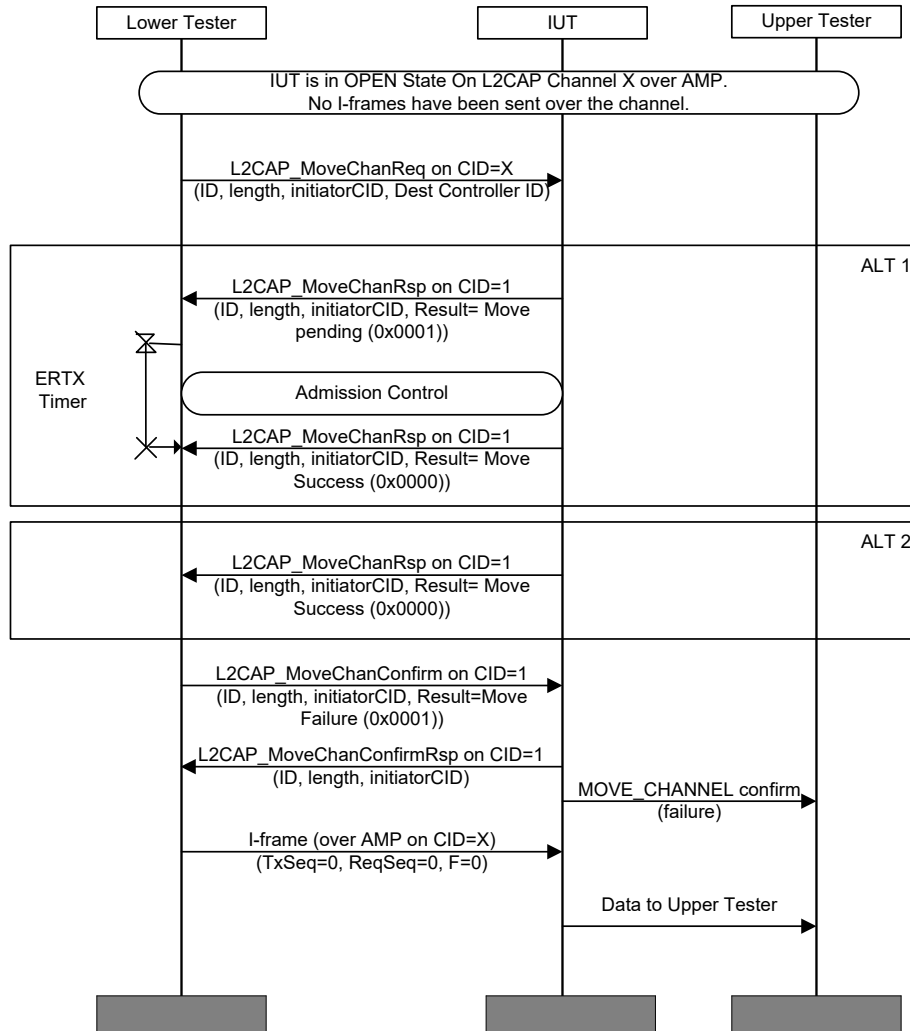 Lower Tester
IUT
Upper Tester
IUT is in OPEN State On L2CAP Channel X over AMP.
No I-frames have been sent over the channel.
L2CAP_MoveChanReq on CID=X
(ID, length, initiatorCID, Dest Controller ID)
ALT 1
L2CAP_MoveChanRsp on CID=1
(ID, length, initiatorCID, Result= Move
pending (0x0001))
ERTX
Timer
Admission Control
L2CAP_MoveChanRsp on CID=1
(ID, length, initiatorCID, Result= Move
Success (0x0000))
ALT 2
L2CAP_MoveChanRsp on CID=1
(ID, length, initiatorCID, Result= Move
Success (0x0000))
L2CAP_MoveChanConfirm on CID=1
(ID, length, initiatorCID, Result=Move
Failure (0x0001))
L2CAP_MoveChanConfirmRsp on CID=1
(ID, length, initiatorCID)
MOVE_CHANNEL confirm
(failure)
I-frame (over AMP on CID=X)
(TxSeq=0, ReqSeq=0, F=0)
Data to Upper Tester